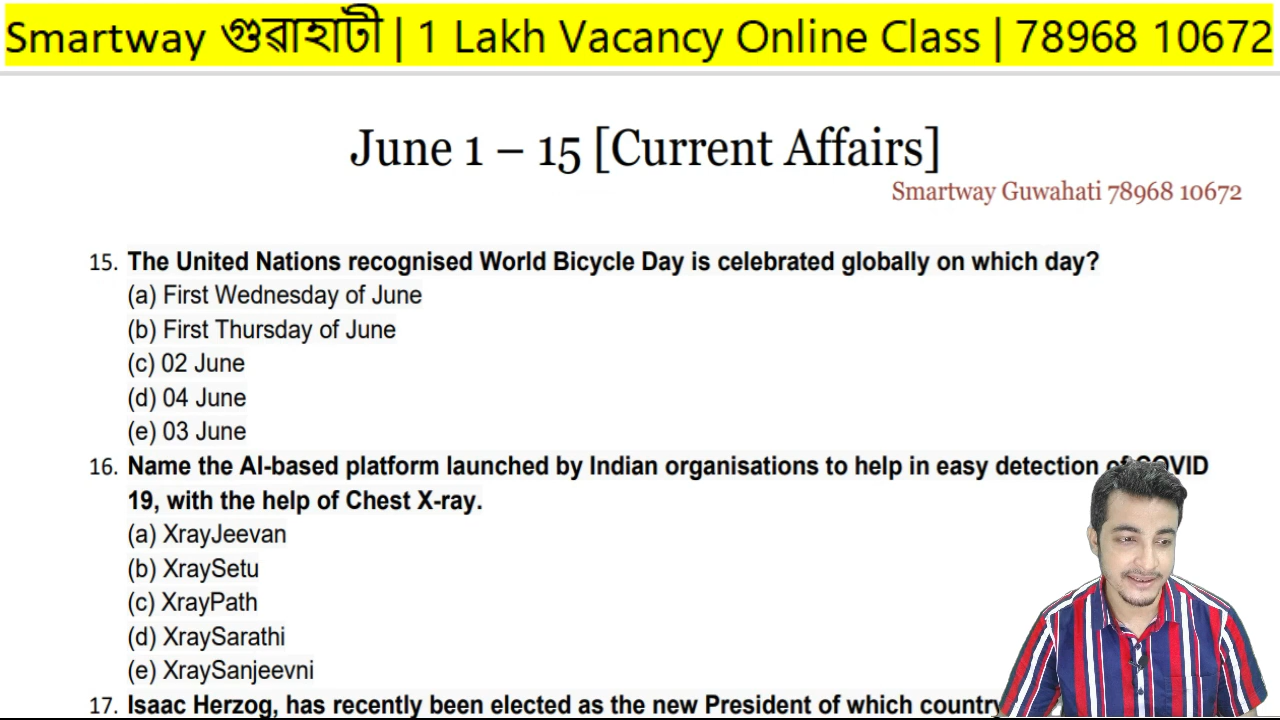 Smartway গুৱাহাটী | 1 Lakh Vacancy Online Class | 78968 10672
June 1 – 15 [Current Affairs]
Smartway Guwahati 78968 10672
15. The United Nations recognised World Bicycle Day is celebrated globally on which day?
(a) First Wednesday of June
(b) First Thursday of June
(c) 02 June
(d) 04 June
(e) 03 June
16. Name the AI-based platform launched by Indian organisations to help in easy detection of COVID
19, with the help of Chest X-ray.
(a) XrayJeevan
(b) XraySetu
(c) XrayPath
(d) XraySarathi
(e) XraySanjeevni
17. Isaac Herzog, has recently been elected as the new President of which country